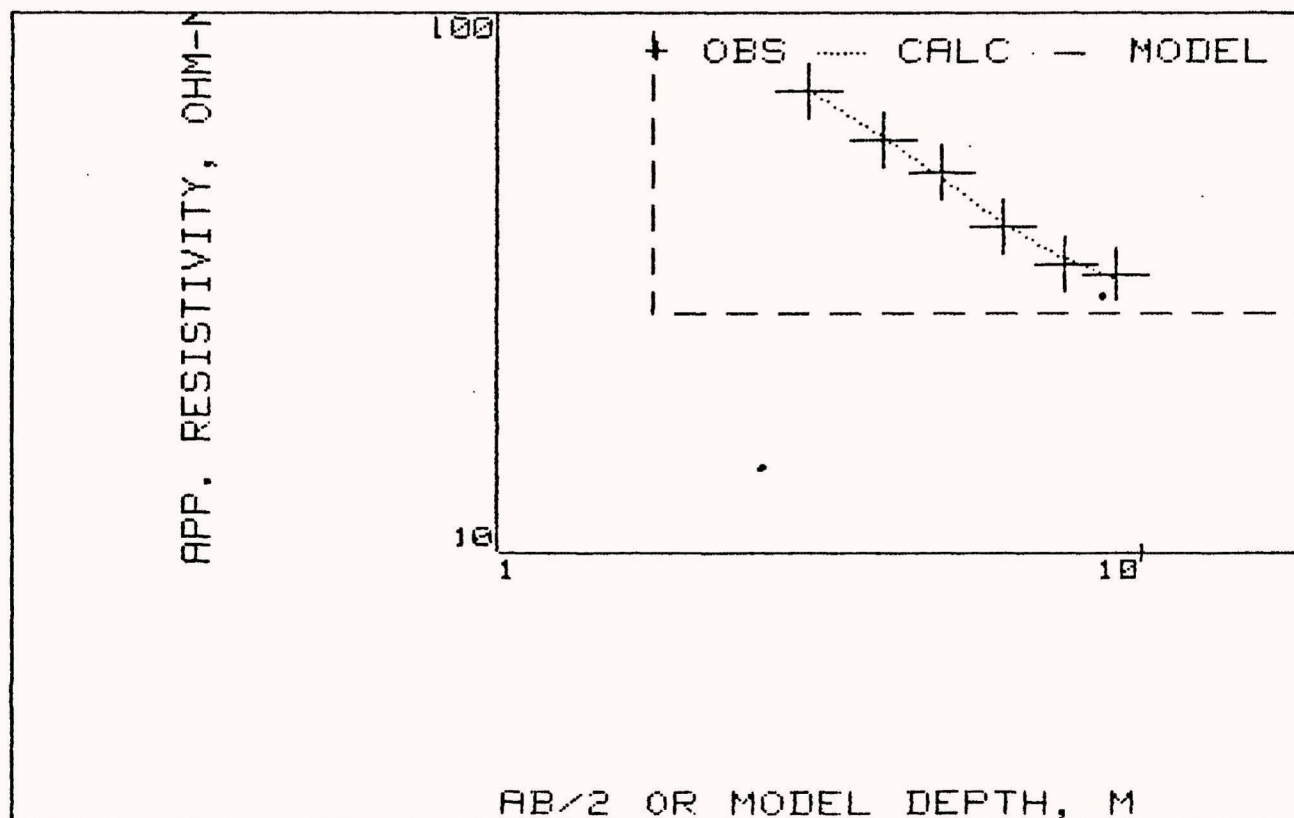 100
+ OBS ..... CALC - — MODEL
APP. RESISTIVITY, OHM-
10
1
10
AB/2 OR MODEL DEPTH, M